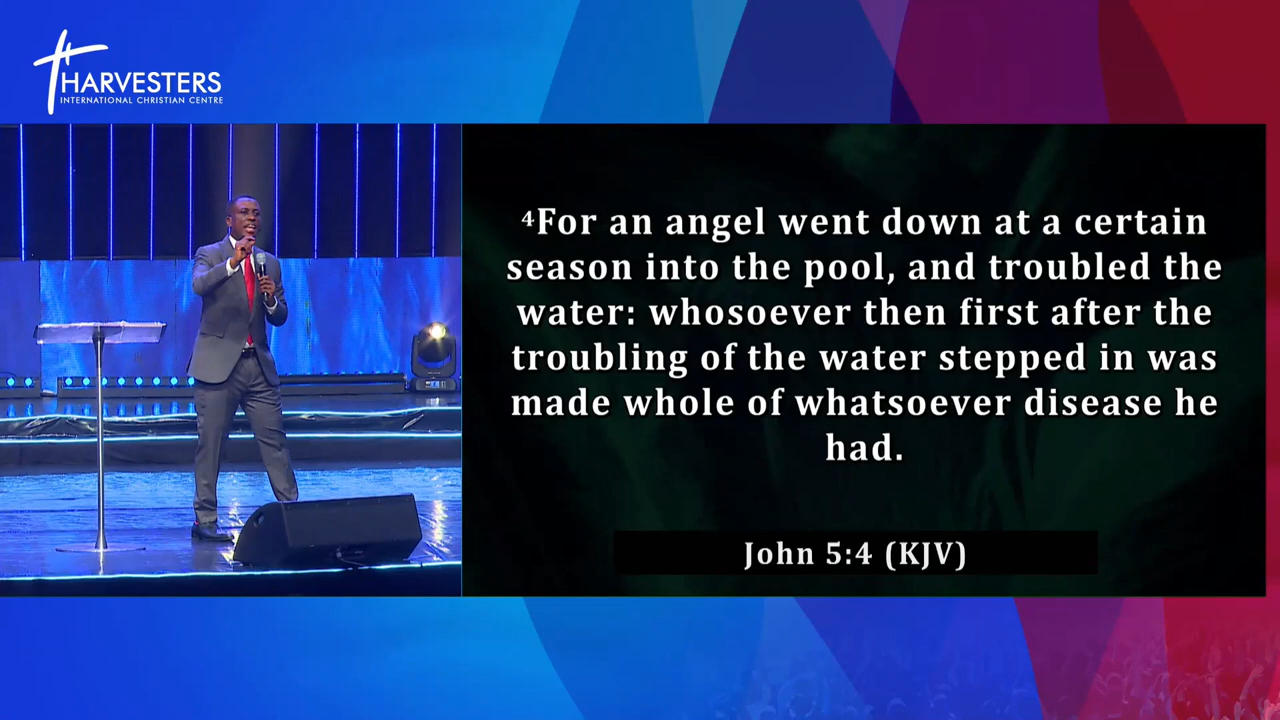 HARVESTERS
INTERNATIONAL CHRISTIAN CENTRE
⁴For an angel went down at a certain
season into the pool, and troubled the
water: whosoever then first after the
troubling of the water stepped in was
made whole of whatsoever disease he
had.
John 5:4 (KJV)